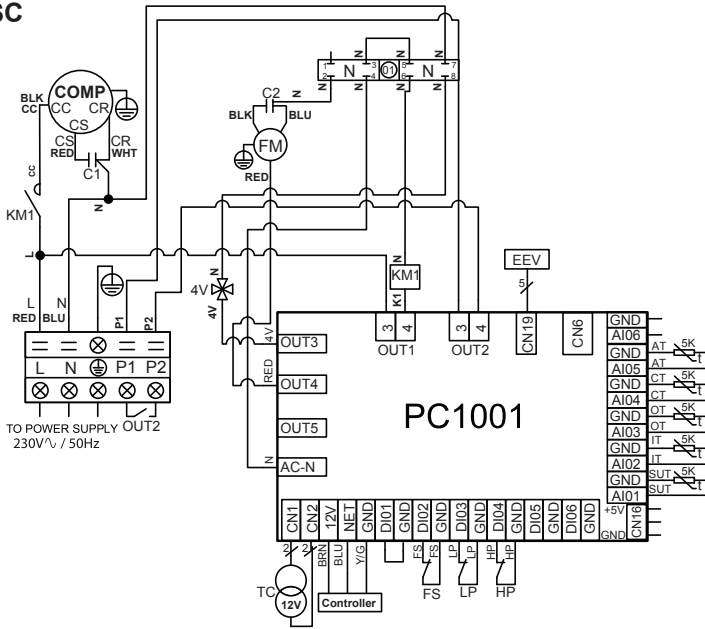 SC
COMP
BLK
CC
CC
CR
CS
CS
RED
CR
WHT
C1
cc
KM1
N
L
L
N
RED
BLU
P1
P2
L N P1 P2
TO POWER SUPPLY
230V / 50Hz
OUT2
C2
N
BLK
BLU
FM
RED
1
2
N
3
4
01
5
6
N
7
8
N
N
N
N
N
N
N
4V
4V
N
KM1
K1
EEV
5
4V
RED
N
OUT3
OUT4
OUT5
AC-N
3 4
OUT1
3 4
OUT2
CN19
CN6
PC1001
GND
AI06
GND
AI05
GND
AI04
GND
AI03
GND
AI02
GND
AI01
+5V
GND
CN16
AT
5K
t
AT
CT
5K
t
CT
OT
5K
t
OT
IT
5K
t
IT
SUT
5K
t
SUT
CN1
CN2
12V
NET
GND
DI01
GND
DI02
GND
DI03
GND
DI04
GND
DI05
GND
DI06
GND
2
2
BRN
BLU
Y/G
FS
FS
LP
LP
HP
HP
TC
12V
Controller
FS
LP
HP